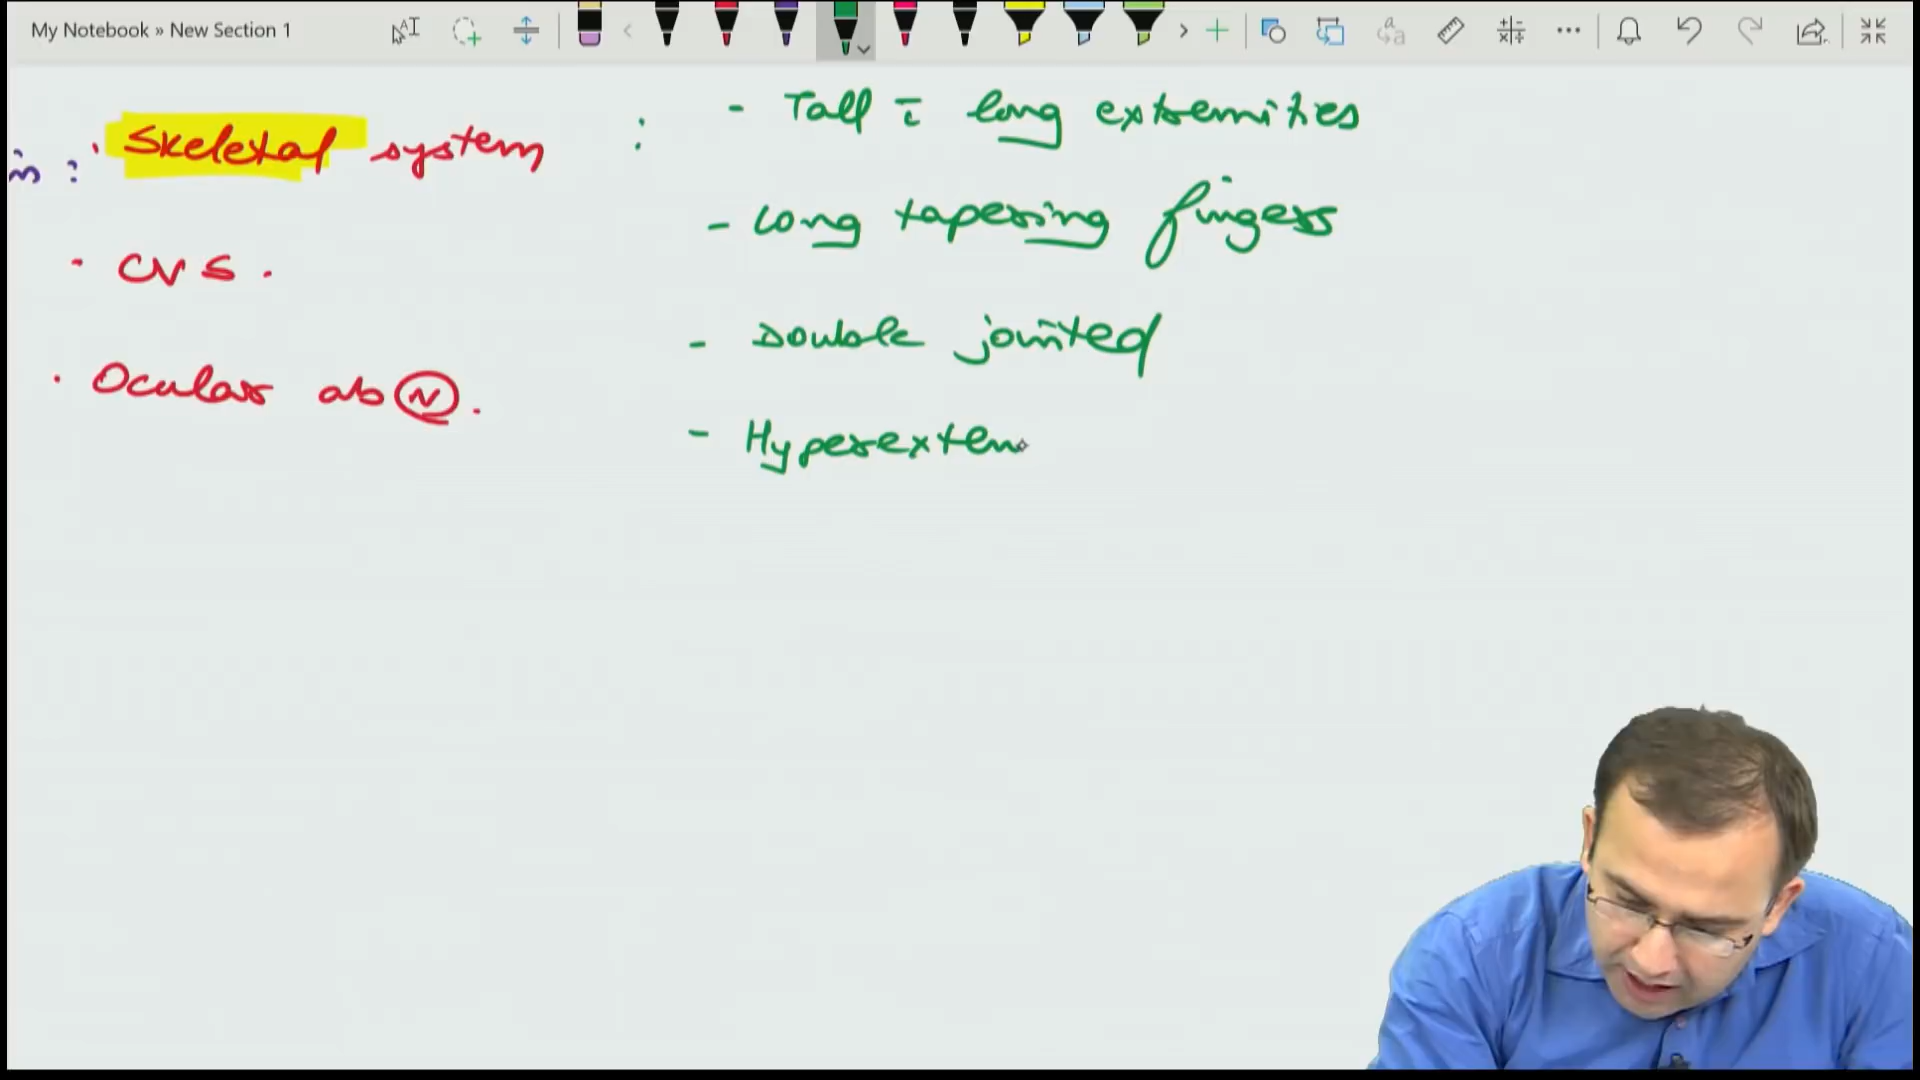 My Notebook » New Section 1
- Tall c̄ long extremities
in : · Skeletal system :
- Long tapering fingers
· CVS .
- Double jointed
· Ocular ab(N) .
- Hyperexten